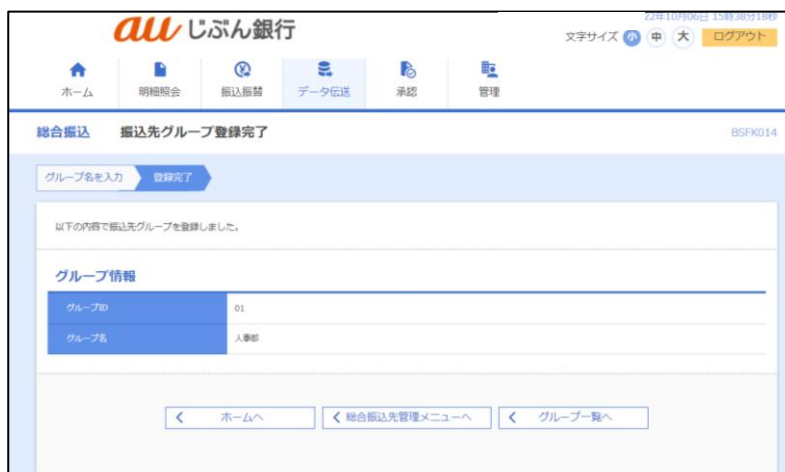 22年10月06日 15時38分18秒
au じぶん銀行
文字サイズ 小 中 大 ログアウト
ホーム 明細照会 振込振替 データ伝送 承認 管理
総合振込 振込先グループ登録完了 BSFK014
グループ名を入力 登録完了
以下の内容で振込先グループを登録しました。
グループ情報
グループID 01
グループ名 人事部
ホームへ 総合振込先管理メニューへ グループ一覧へ